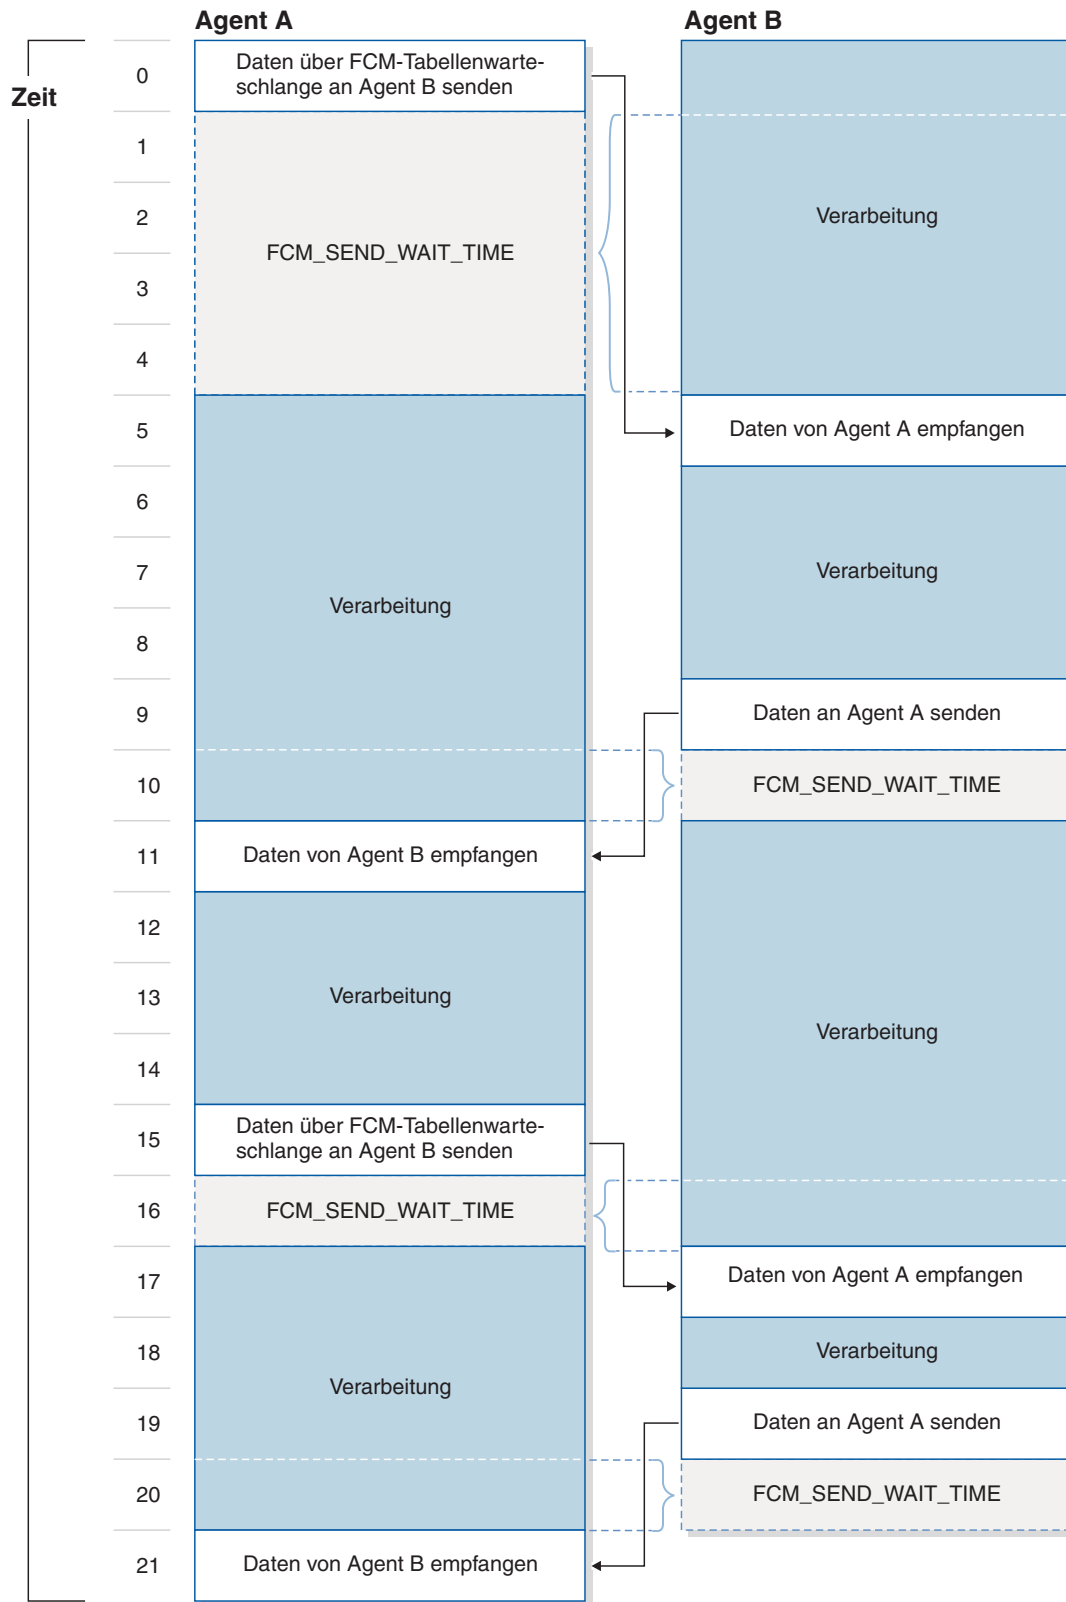 Agent A
Agent B
Zeit
0
Daten über FCM-Tabellenwarte-
schlange an Agent B senden
1
2
Verarbeitung
FCM_SEND_WAIT_TIME
3
4
5
Daten von Agent A empfangen
6
7
Verarbeitung
Verarbeitung
8
9
Daten an Agent A senden
10
FCM_SEND_WAIT_TIME
11
Daten von Agent B empfangen
12
13
Verarbeitung
Verarbeitung
14
15
Daten über FCM-Tabellenwarte-
schlange an Agent B senden
16
FCM_SEND_WAIT_TIME
17
Daten von Agent A empfangen
18
Verarbeitung
Verarbeitung
19
Daten an Agent A senden
20
FCM_SEND_WAIT_TIME
21
Daten von Agent B empfangen